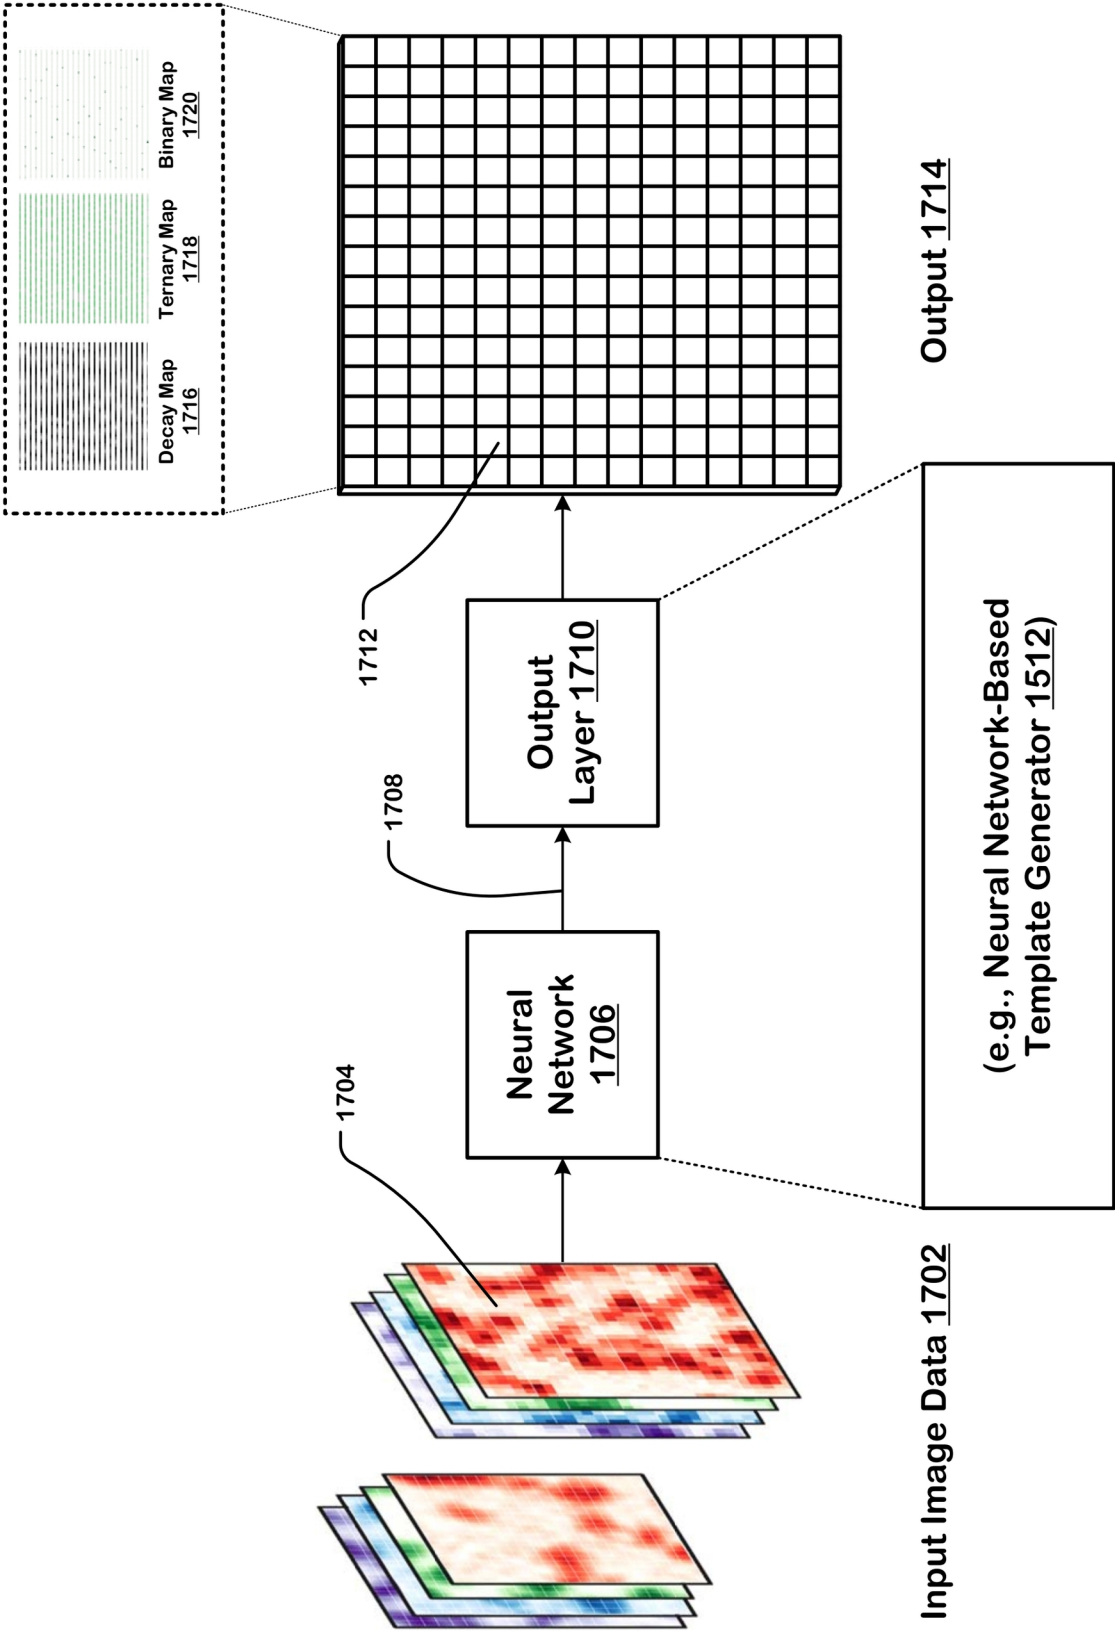 Input Image Data 1702
1704
Neural
Network
1706
1708
Output
Layer 1710
(e.g., Neural Network-Based
Template Generator 1512)
1712
Output 1714
Decay Map
1716
Ternary Map
1718
Binary Map
1720